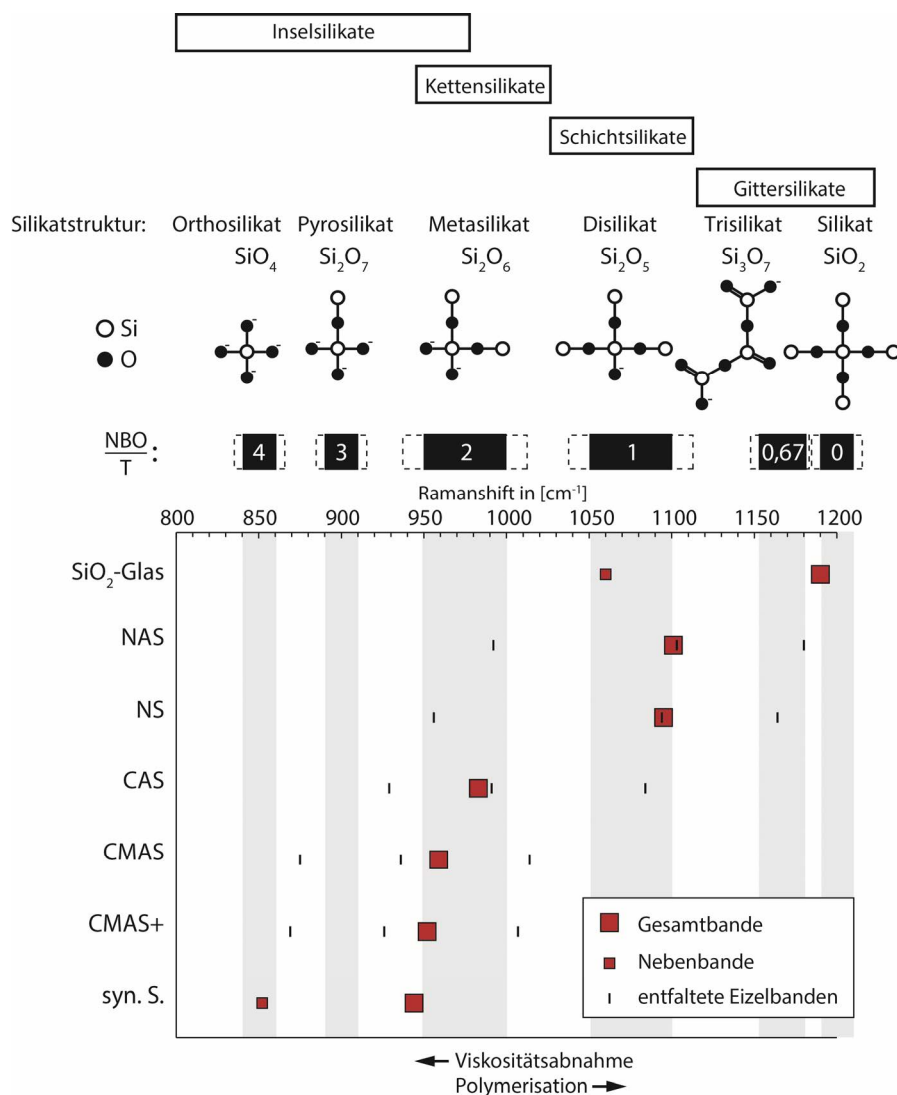 Inselsilikate
Kettensilikate
Schichtsilikate
Gittersilikate
Silikatstruktur: Orthosilikat Pyrosilikat Metasilikat Disilikat Trisilikat Silikat
SiO₄ Si₂O₇ Si₂O₆ Si₂O₅ Si₃O₇ SiO₂
Si
O
NBO/T: 4 3 2 1 0,67 0
Ramanshift in [cm⁻¹]
800 850 900 950 1000 1050 1100 1150 1200
SiO₂-Glas
NAS
NS
CAS
CMAS
CMAS+
syn. S.
Gesamtbande
Nebenbande
entfaltete Eizelbanden
Viskositätsabnahme
Polymerisation